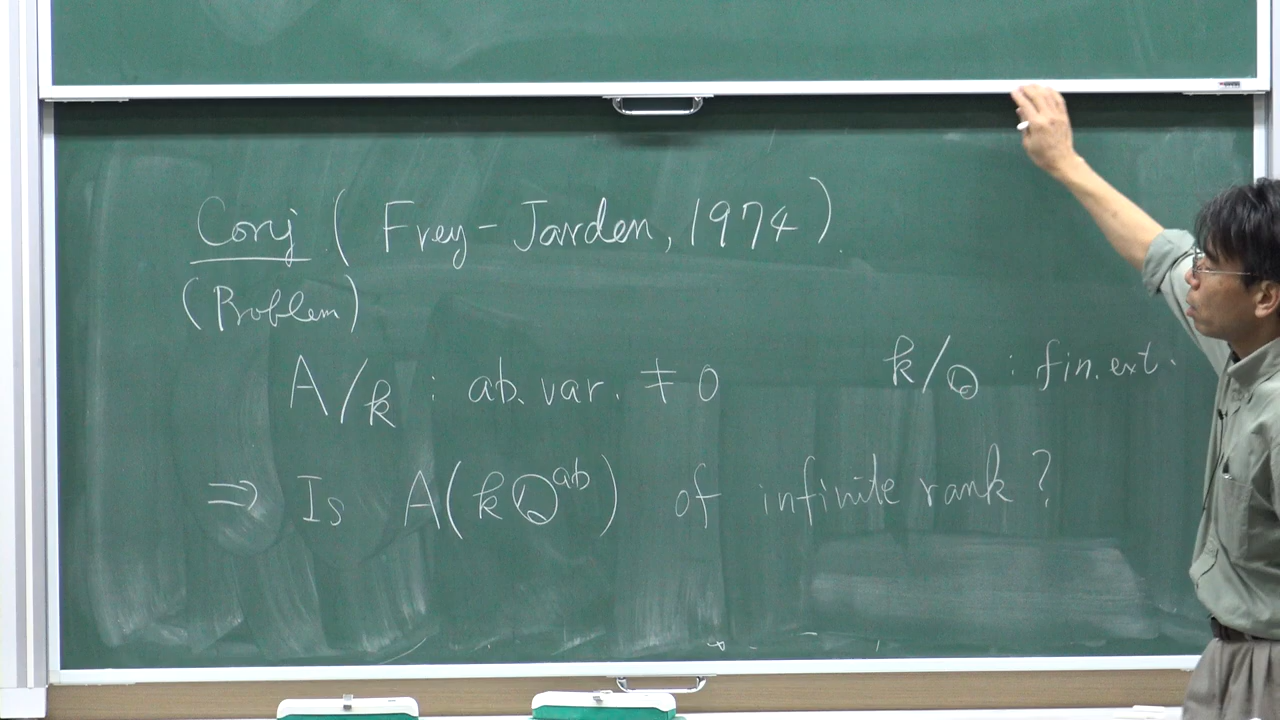 Conj (Frey-Jarden, 1974)
(Problem)
A/k : ab. var. ≠ 0 k/ℚ : fin. ext.
⇒ Is A(kℚ^ab) of infinite rank?